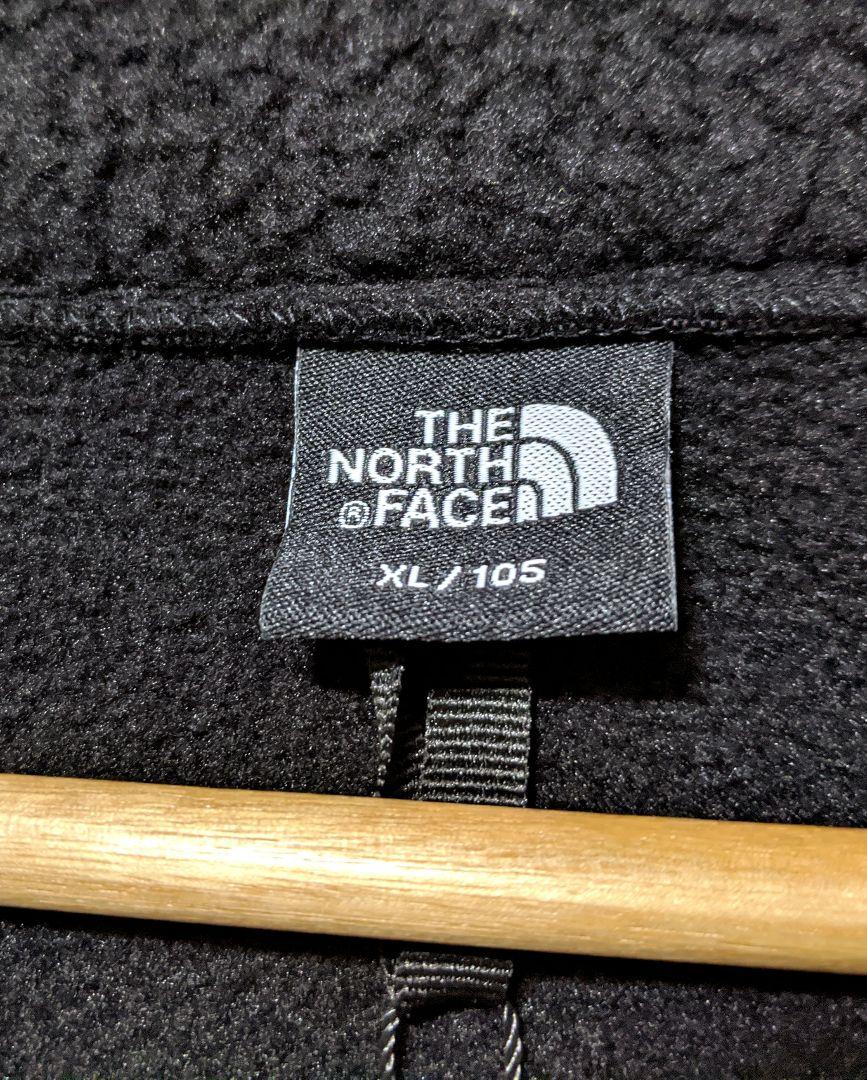 THE
NORTH
®FACE
XL/105